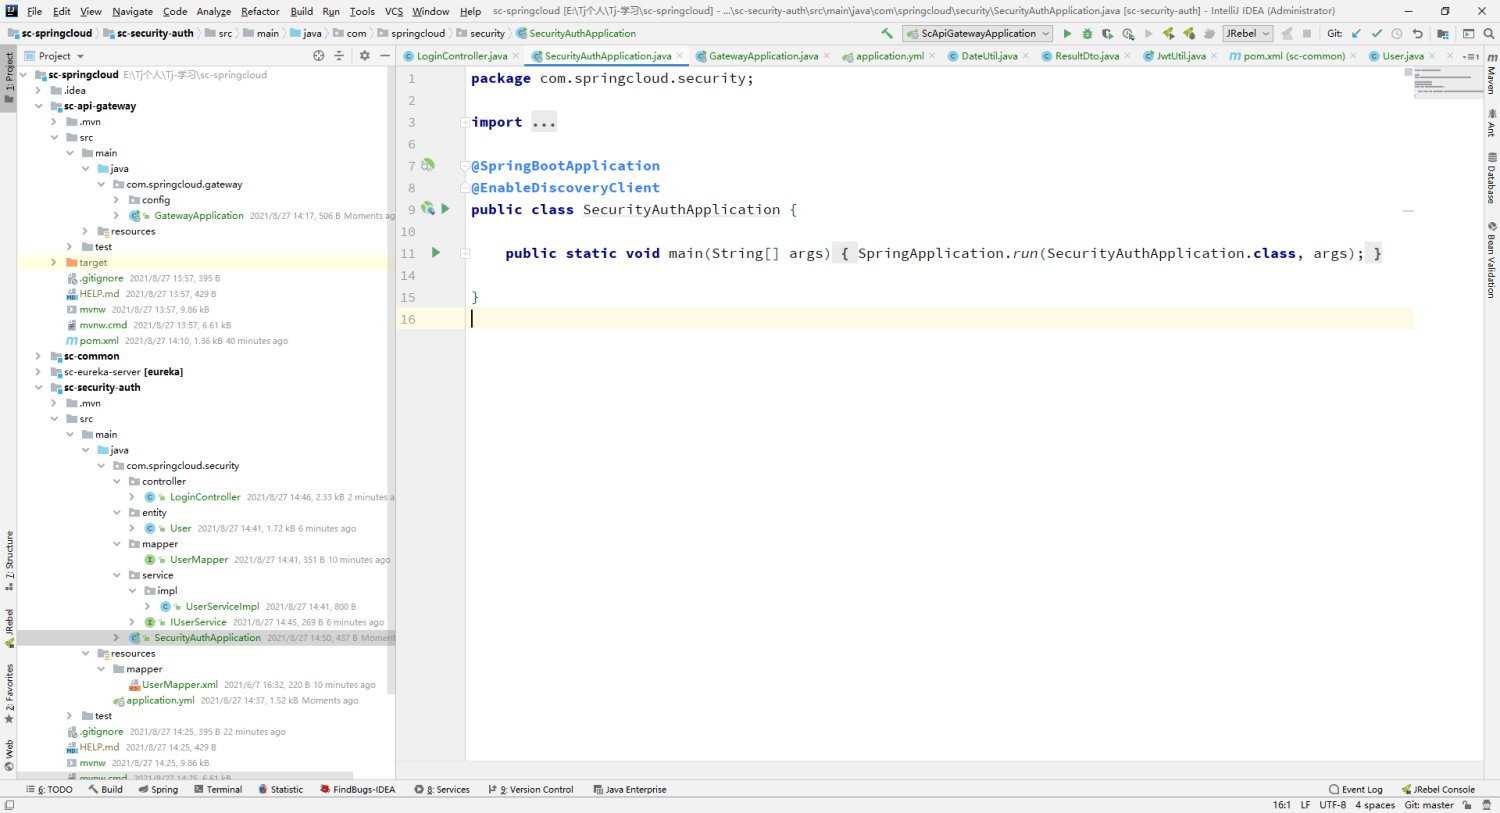 File Edit View Navigate Code Analyze Refactor Build Run Tools VCS Window Help sc-springcloud [E:\Tj个人\Tj-学习\sc-springcloud] - ...\sc-security-auth\src\main\java\com\springcloud\security\SecurityAuthApplication.java [sc-security-auth] - IntelliJ IDEA (Administrator)
sc-springcloud sc-security-auth src main java com springcloud security SecurityAuthApplication ScApiGatewayApplication JRebel Git:
Project LoginController.java SecurityAuthApplication.java GatewayApplication.java application.yml DateUtil.java ResultDto.java JwtUtil.java pom.xml (sc-common) User.java
1: Project
Z: Structure
JRebel
2: Favorites
Web
sc-springcloud E:\Tj个人\Tj-学习\sc-springcloud
.idea
sc-api-gateway
.mvn
src
main
java
com.springcloud.gateway
config
GatewayApplication 2021/8/27 14:17, 506 B Moments ag
resources
test
target
.gitignore 2021/8/27 13:57, 395 B
HELP.md 2021/8/27 13:57, 429 B
mvnw 2021/8/27 13:57, 9.86 kB
mvnw.cmd 2021/8/27 13:57, 6.61 kB
pom.xml 2021/8/27 14:10, 1.36 kB 40 minutes ago
sc-common
sc-eureka-server [eureka]
sc-security-auth
.mvn
src
main
java
com.springcloud.security
controller
LoginController 2021/8/27 14:46, 2.33 kB 2 minutes a
entity
User 2021/8/27 14:41, 1.72 kB 6 minutes ago
mapper
UserMapper 2021/8/27 14:41, 351 B 10 minutes ago
service
impl
UserServiceImpl 2021/8/27 14:41, 800 B
IUserService 2021/8/27 14:45, 269 B 6 minutes ago
SecurityAuthApplication 2021/8/27 14:50, 437 B Moment
resources
mapper
UserMapper.xml 2021/6/7 16:32, 220 B 10 minutes ago
application.yml 2021/8/27 14:37, 1.52 kB Moments ago
test
.gitignore 2021/8/27 14:25, 395 B 22 minutes ago
HELP.md 2021/8/27 14:25, 429 B
mvnw 2021/8/27 14:25, 9.86 kB
mvnw.cmd 2021/8/27 14:25, 6.61 kB
1 package com.springcloud.security;
2
3 import ...
6
7 @SpringBootApplication
8 @EnableDiscoveryClient
9 public class SecurityAuthApplication {
10
11 public static void main(String[] args) { SpringApplication.run(SecurityAuthApplication.class, args); }
14
15 }
16
Maven
Ant
Database
Bean Validation
6: TODO Build Spring Terminal Statistic FindBugs-IDEA 8: Services 9: Version Control Java Enterprise Event Log JRebel Console
16:1 LF UTF-8 4 spaces Git: master